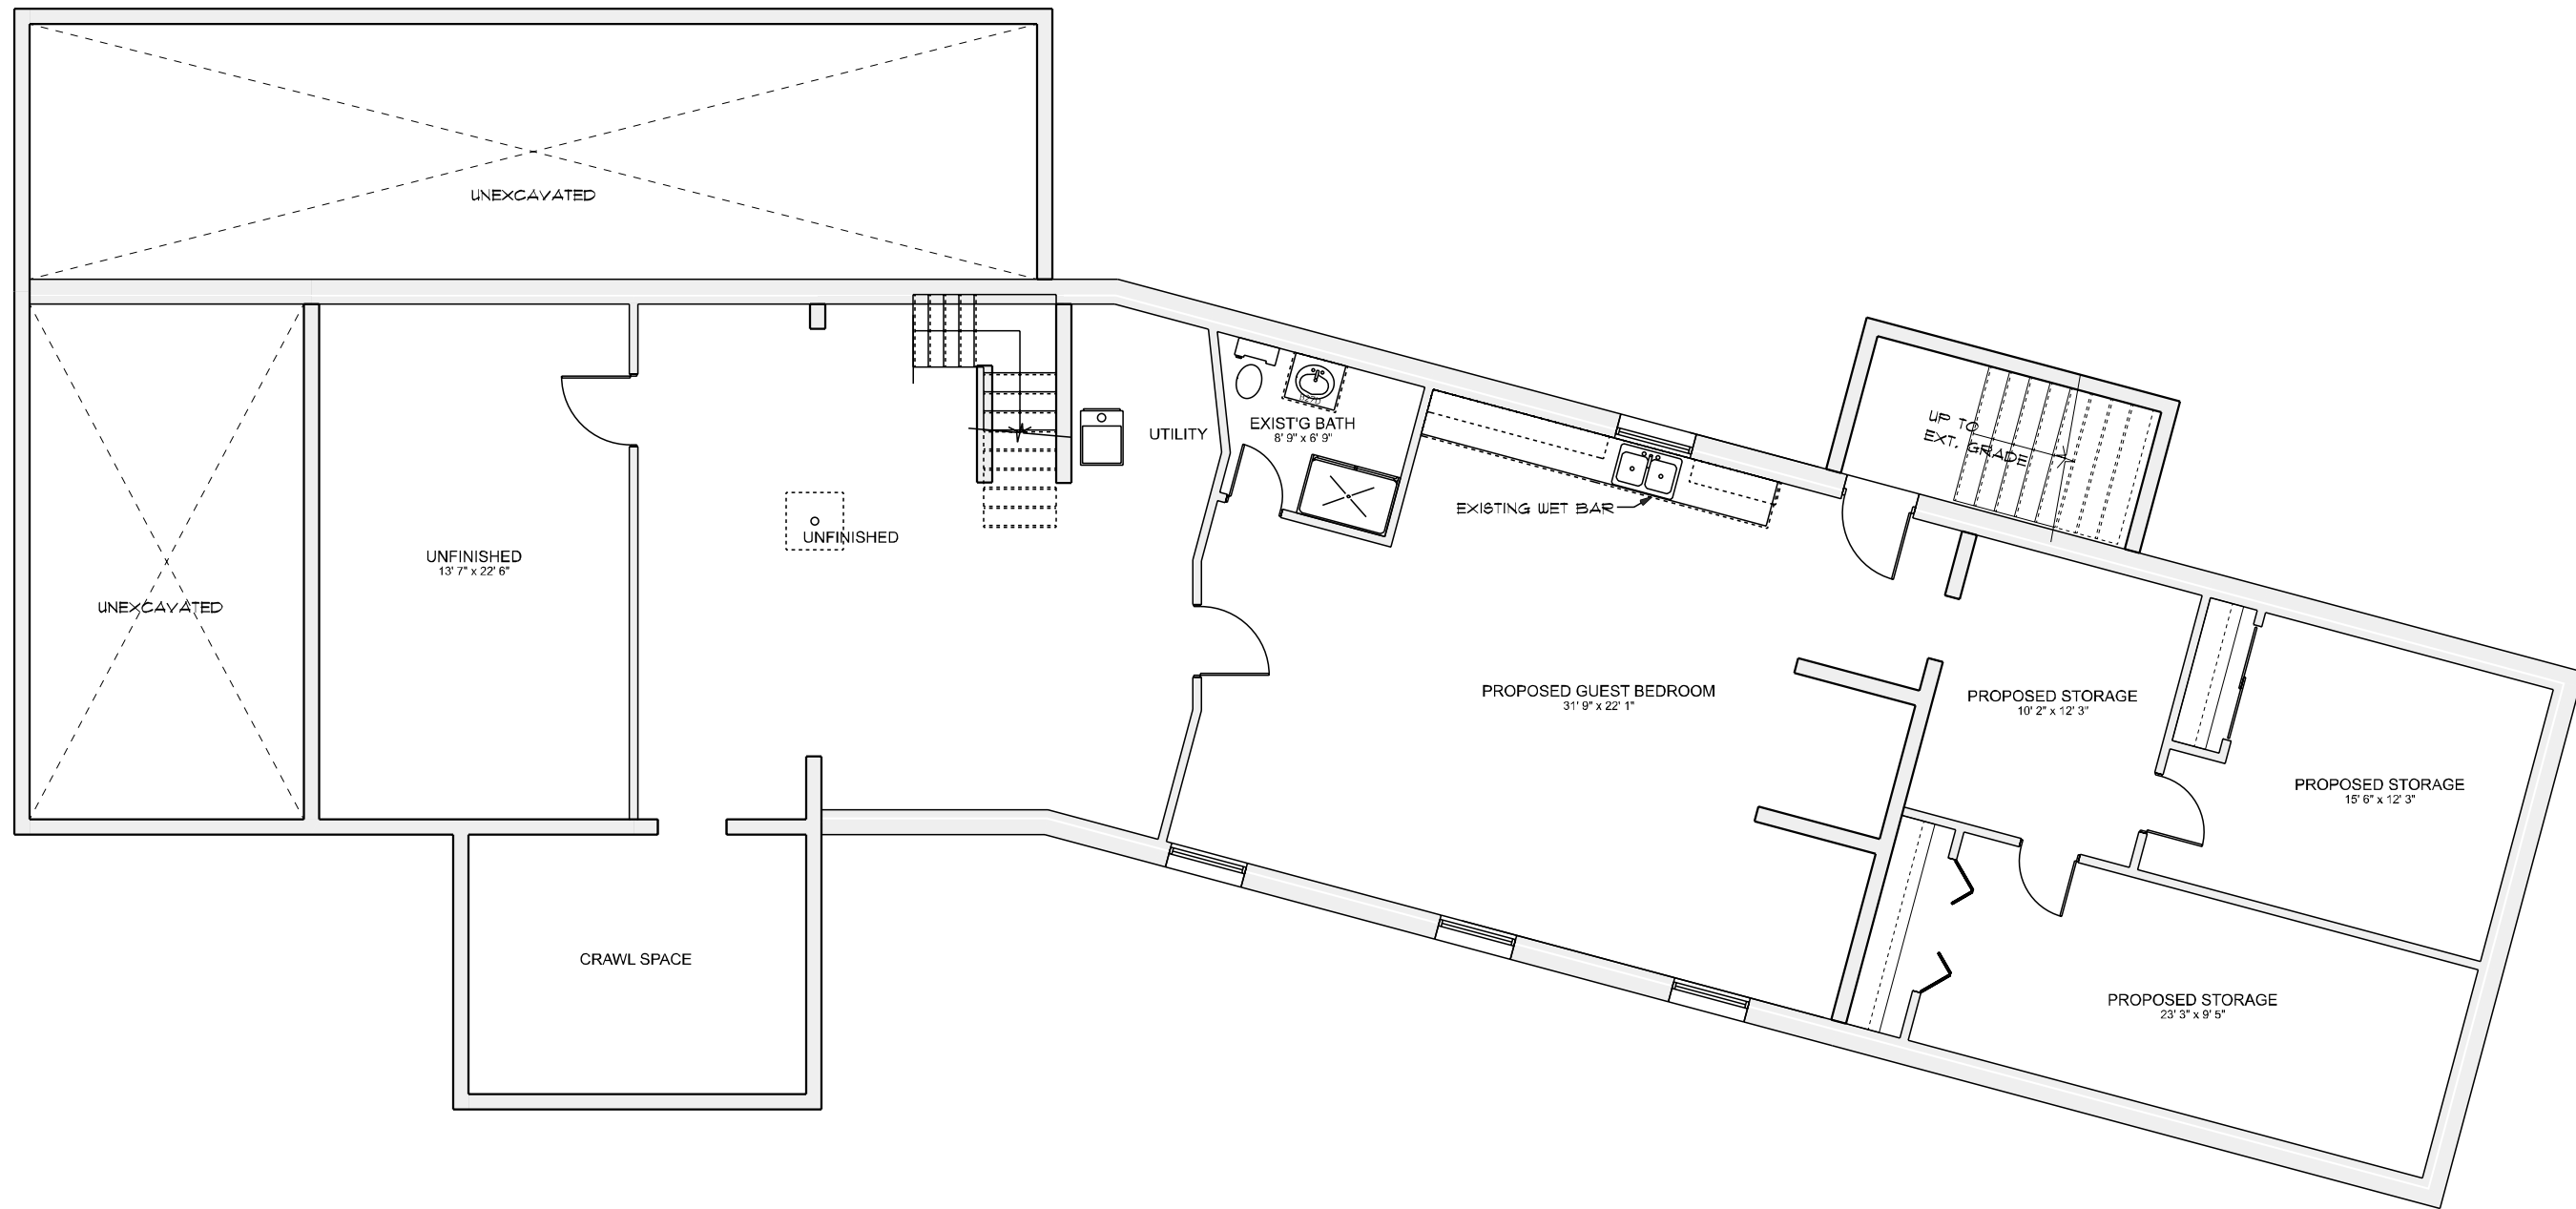 UNEXCAVATED
UP TO
EXT. GRADE
UTILITY
EXIST'G BATH
8' 9" x 6' 9"
EXISTING WET BAR
UNFINISHED
UNFINISHED
13' 7" x 22' 6"
UNEXCAVATED
PROPOSED GUEST BEDROOM
31' 9" x 22' 1"
PROPOSED STORAGE
10' 2" x 12' 3"
PROPOSED STORAGE
15' 6" x 12' 3"
CRAWL SPACE
PROPOSED STORAGE
23' 3" x 9' 5"